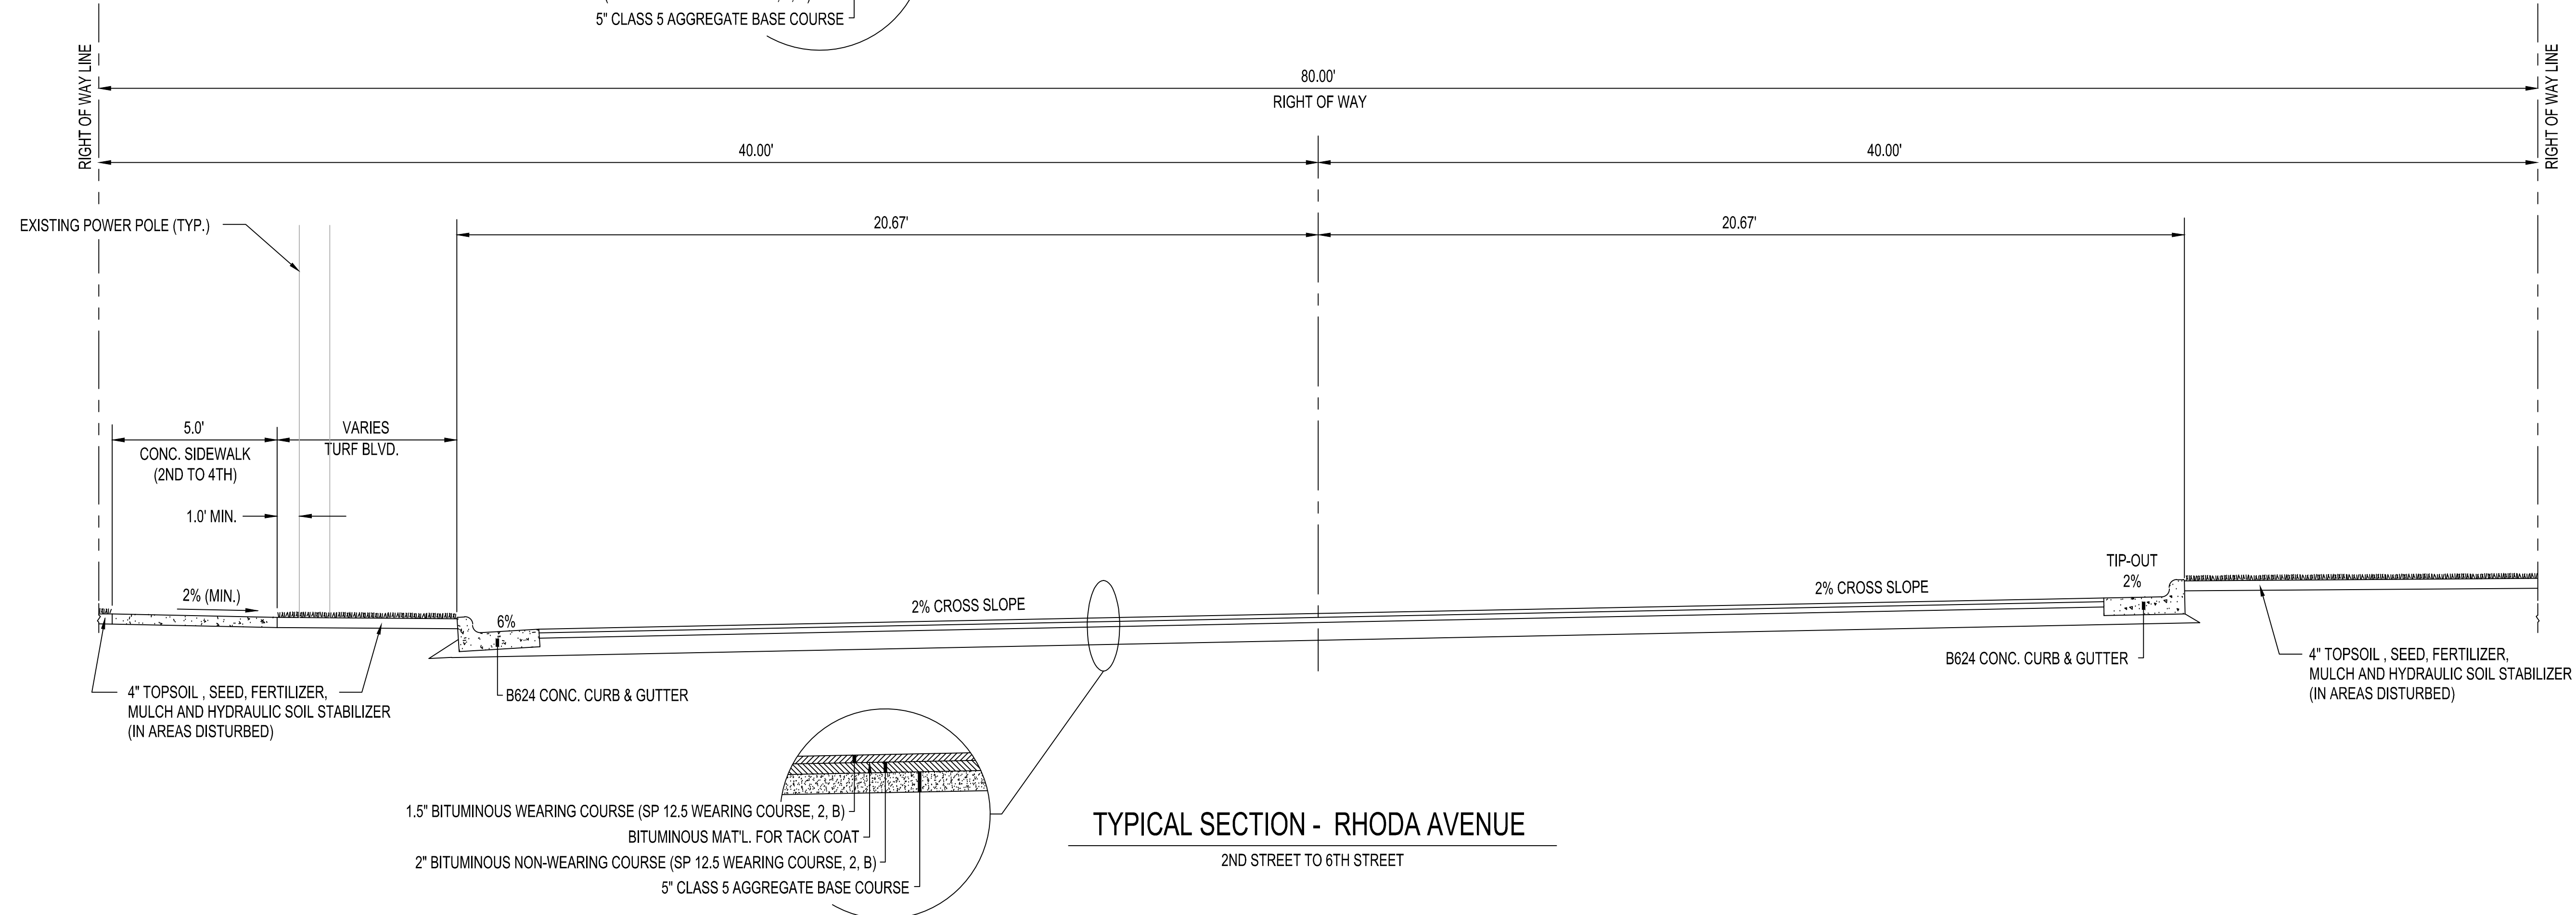 5" CLASS 5 AGGREGATE BASE COURSE
RIGHT OF WAY LINE
80.00'
RIGHT OF WAY
RIGHT OF WAY LINE
40.00'
40.00'
EXISTING POWER POLE (TYP.)
20.67'
20.67'
5.0'
CONC. SIDEWALK
(2ND TO 4TH)
VARIES
TURF BLVD.
1.0' MIN.
2% (MIN.)
6%
2% CROSS SLOPE
2% CROSS SLOPE
TIP-OUT
2%
4" TOPSOIL , SEED, FERTILIZER,
MULCH AND HYDRAULIC SOIL STABILIZER
(IN AREAS DISTURBED)
B624 CONC. CURB & GUTTER
B624 CONC. CURB & GUTTER
4" TOPSOIL , SEED, FERTILIZER,
MULCH AND HYDRAULIC SOIL STABILIZER
(IN AREAS DISTURBED)
1.5" BITUMINOUS WEARING COURSE (SP 12.5 WEARING COURSE, 2, B)
BITUMINOUS MAT'L. FOR TACK COAT
2" BITUMINOUS NON-WEARING COURSE (SP 12.5 WEARING COURSE, 2, B)
5" CLASS 5 AGGREGATE BASE COURSE
TYPICAL SECTION - RHODA AVENUE
2ND STREET TO 6TH STREET